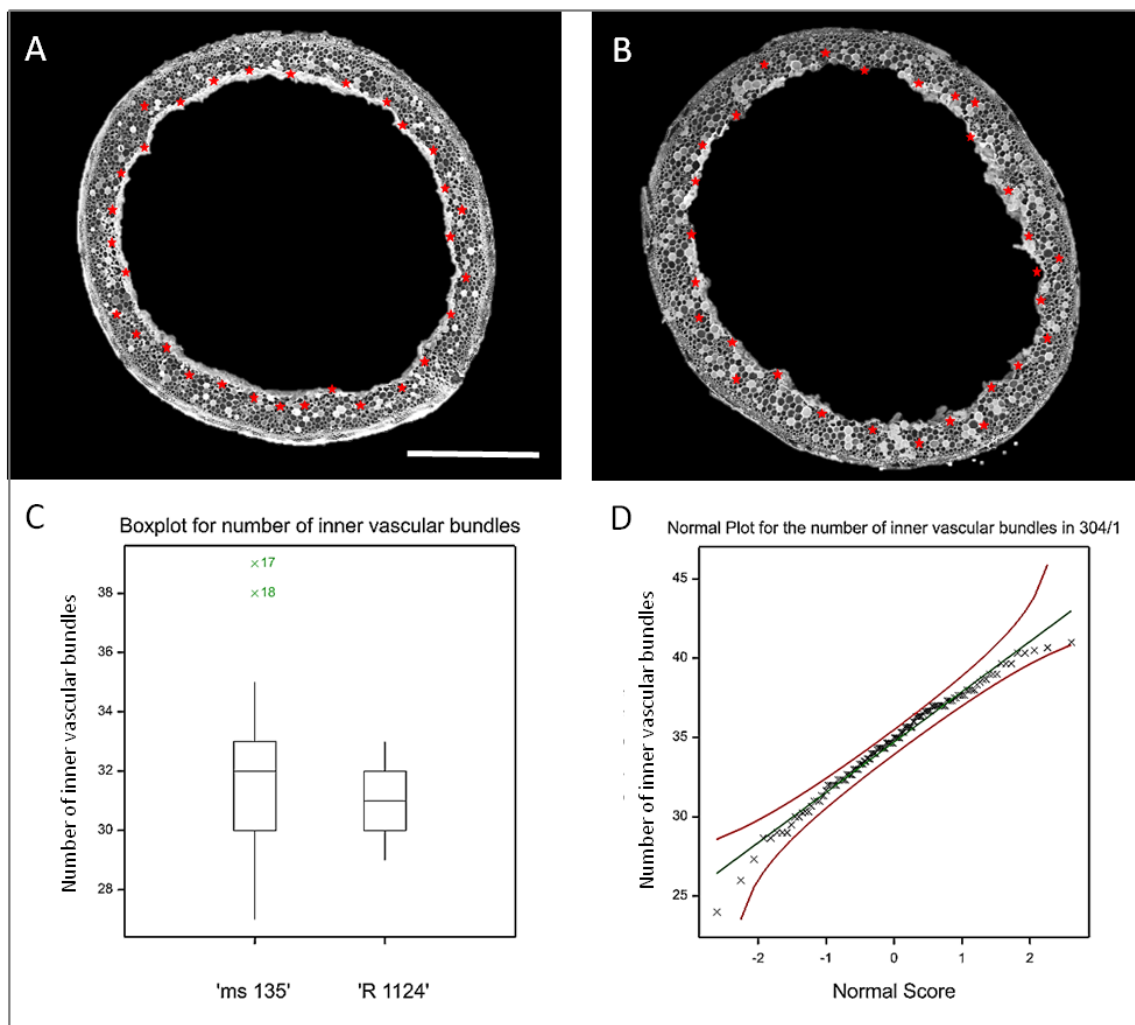 A
B
C
Boxplot for number of inner vascular bundles
Number of inner vascular bundles
38
36
34
32
30
28
×17
×18
'ms 135'
'R 1124'
D
Normal Plot for the number of inner vascular bundles in 304/1
Number of inner vascular bundles
45
40
35
30
25
-2
-1
0
1
2
Normal Score